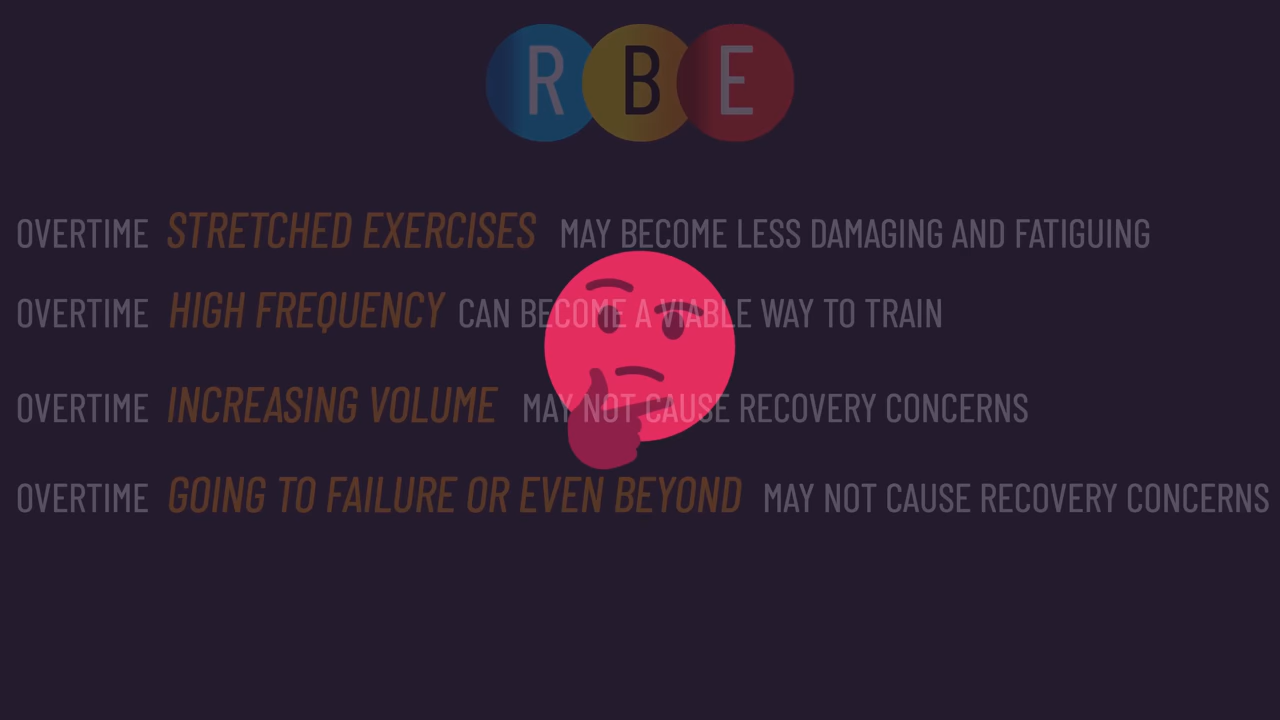 RBE
OVERTIME STRETCHED EXERCISES MAY BECOME LESS DAMAGING AND FATIGUING
OVERTIME HIGH FREQUENCY CAN BECOME A VIABLE WAY TO TRAIN
OVERTIME INCREASING VOLUME MAY NOT CAUSE RECOVERY CONCERNS
OVERTIME GOING TO FAILURE OR EVEN BEYOND MAY NOT CAUSE RECOVERY CONCERNS